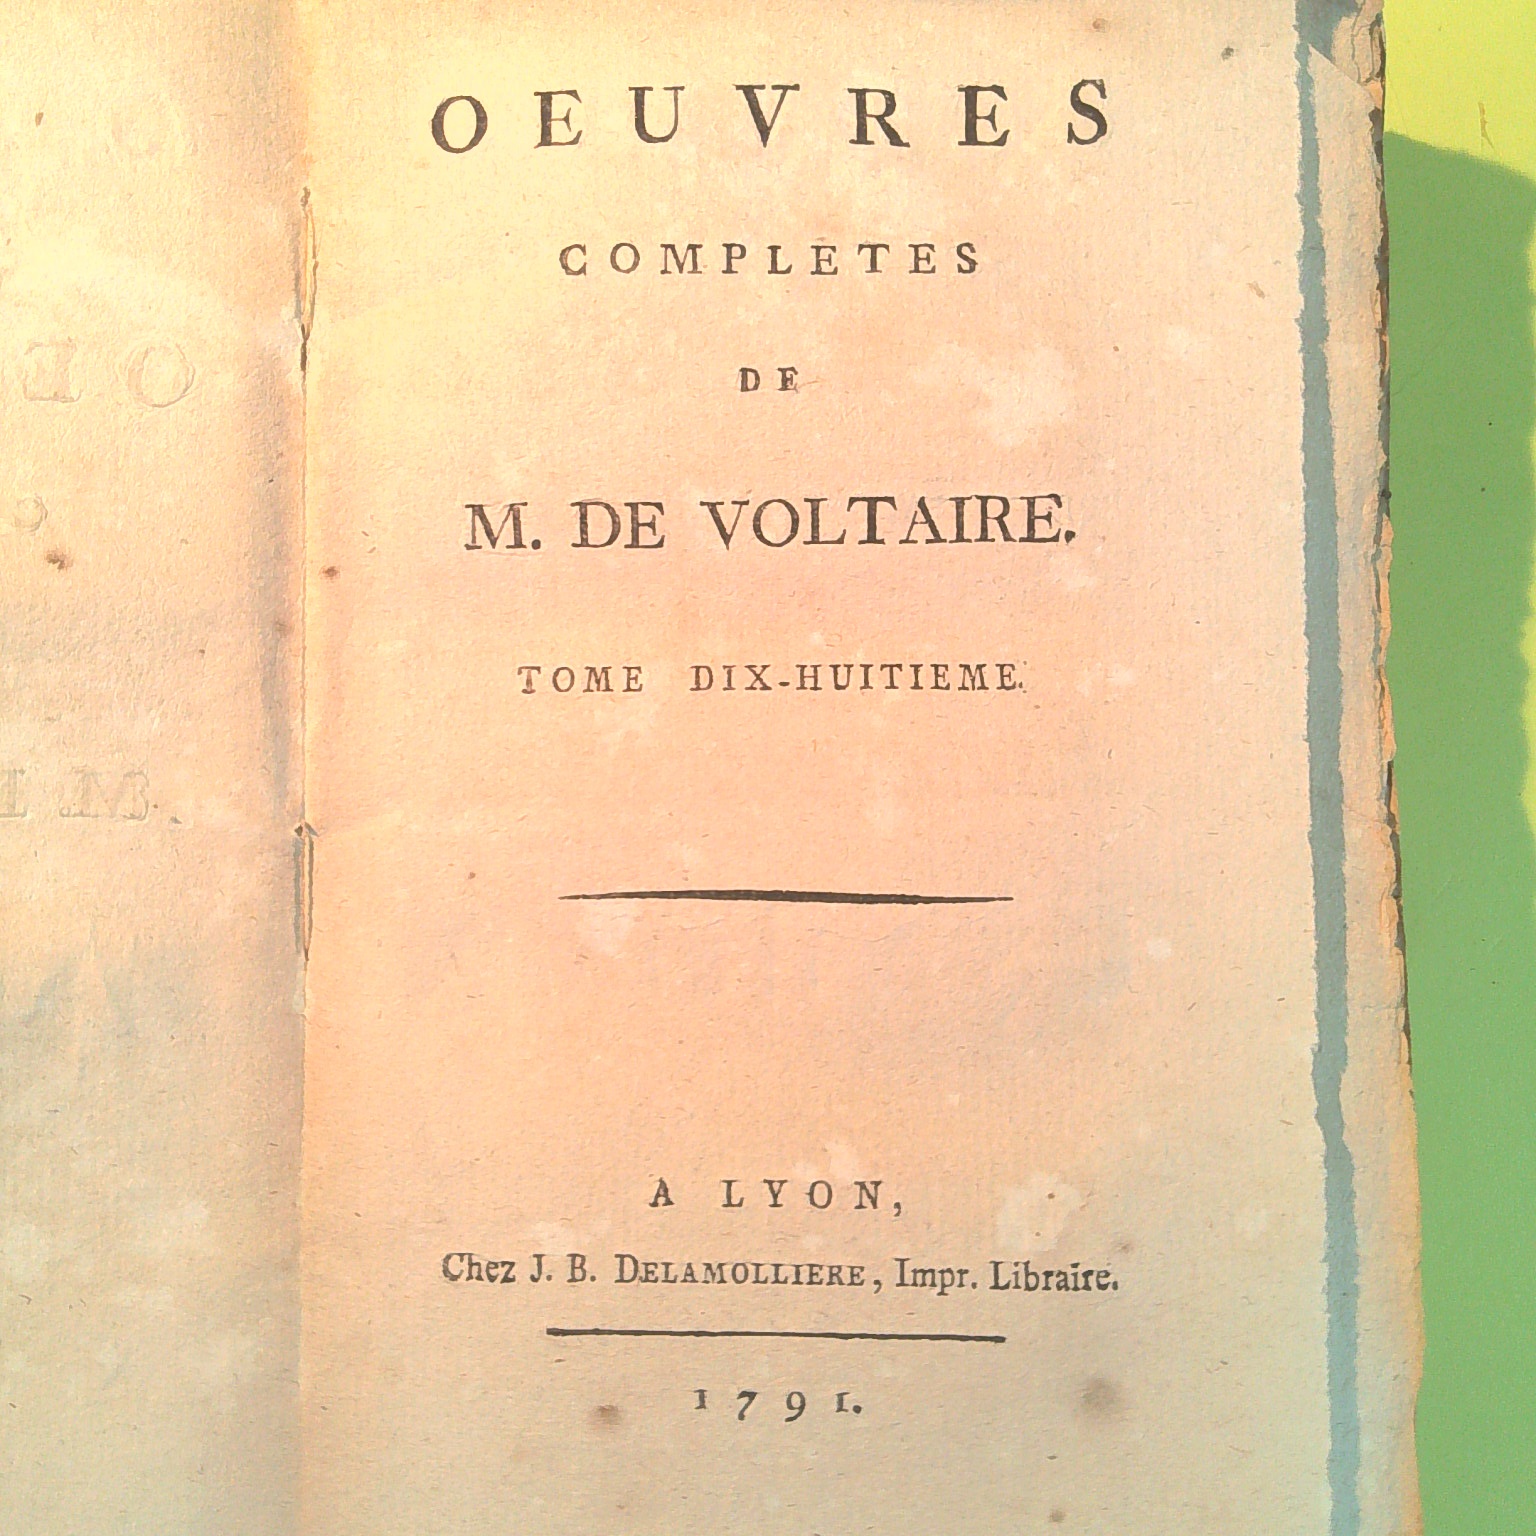 OEUVRES
COMPLETES
DE
M. DE VOLTAIRE.
TOME DIX-HUITIEME.
A LYON,
Chez J. B. DELAMOLLIERE, Impr. Libraire.
1791.